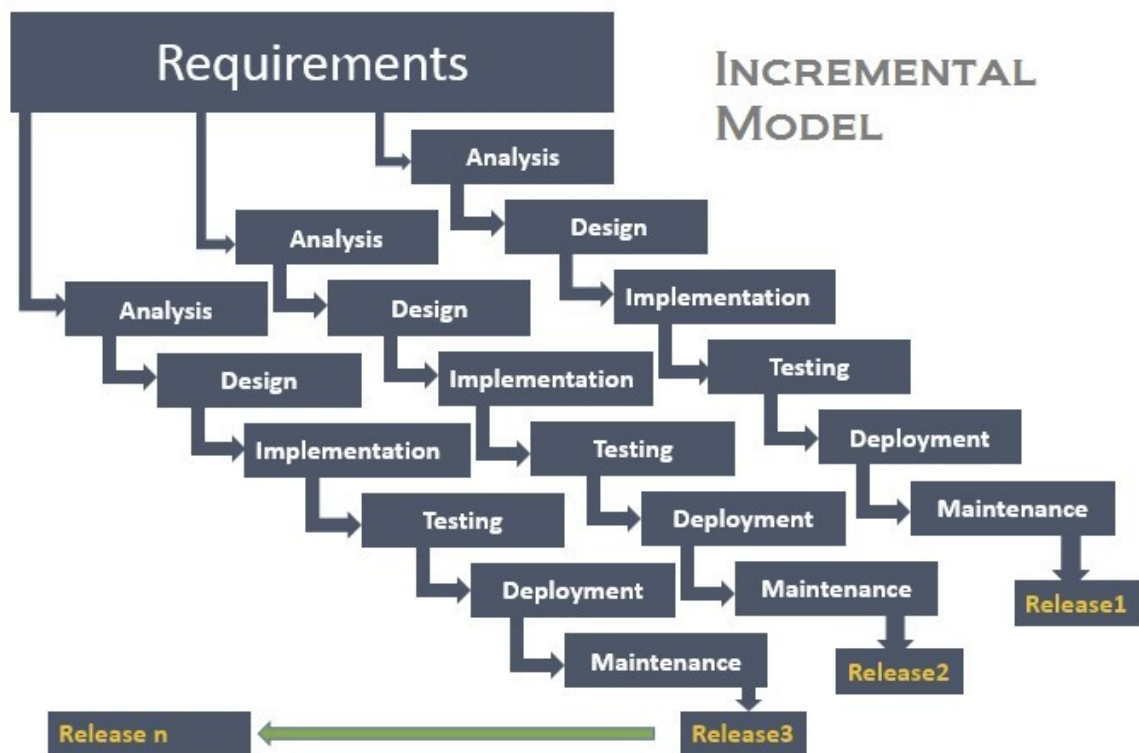 Requirements
INCREMENTAL
MODEL
Analysis
Design
Implementation
Testing
Deployment
Maintenance
Release1
Analysis
Design
Implementation
Testing
Deployment
Maintenance
Release2
Analysis
Design
Implementation
Testing
Deployment
Maintenance
Release3
Release n